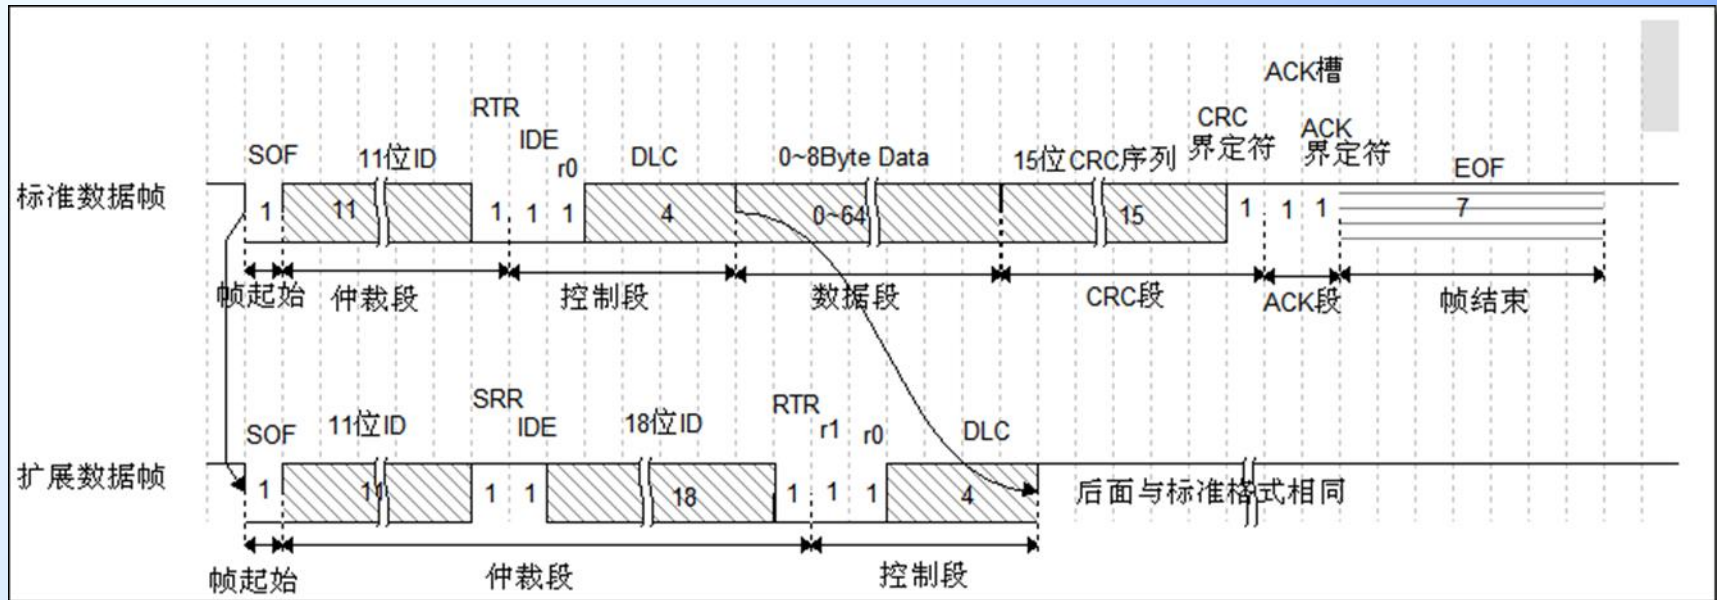 ACK槽
RTR
CRC
界定符
ACK
界定符
IDE
SOF
11位ID
r0
DLC
0~8Byte Data
15位CRC序列
EOF
标准数据帧
1
11
1
1
1
4
0~64
15
1
1
1
7
帧起始
仲裁段
控制段
数据段
CRC段
ACK段
帧结束
SRR
RTR
SOF
11位ID
IDE
18位ID
r1
r0
DLC
扩展数据帧
1
11
1
1
18
1
1
1
4
后面与标准格式相同
帧起始
仲裁段
控制段